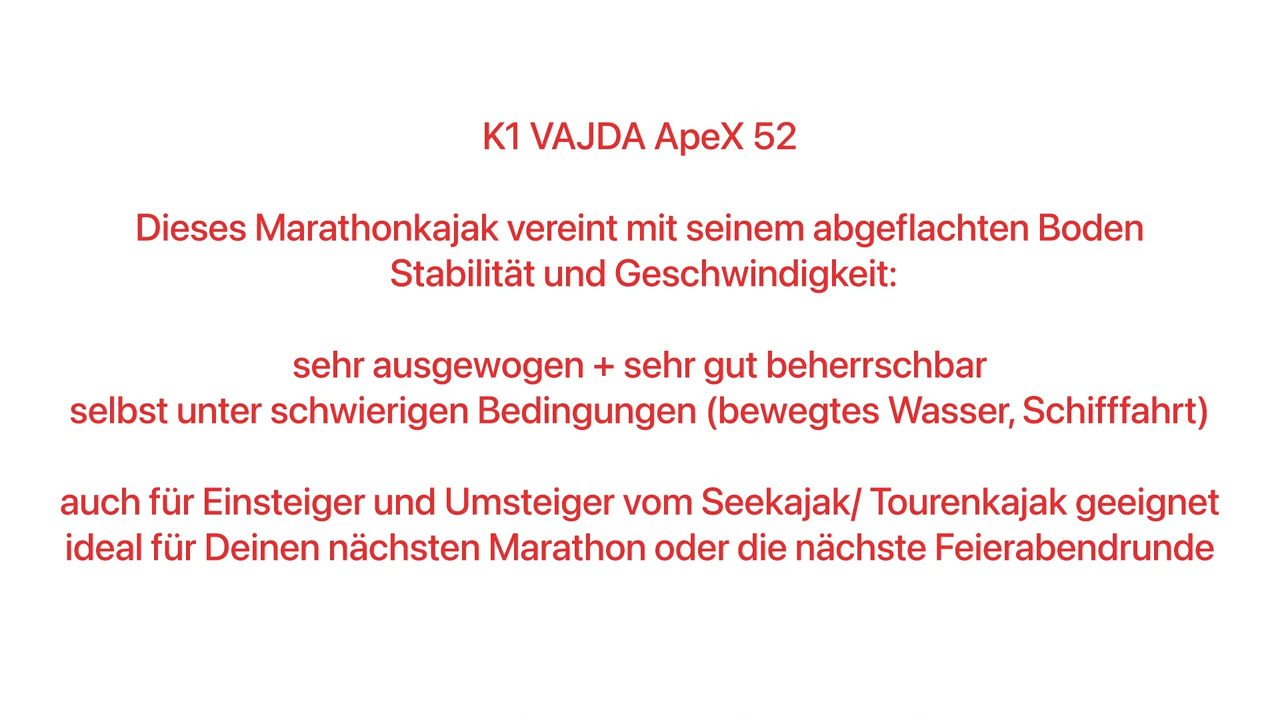 K1 VAJDA ApeX 52
Dieses Marathonkajak vereint mit seinem abgeflachten Boden
Stabilität und Geschwindigkeit:
sehr ausgewogen + sehr gut beherrschbar
selbst unter schwierigen Bedingungen (bewegtes Wasser, Schifffahrt)
auch für Einsteiger und Umsteiger vom Seekajak/ Tourenkajak geeignet
ideal für Deinen nächsten Marathon oder die nächste Feierabendrunde